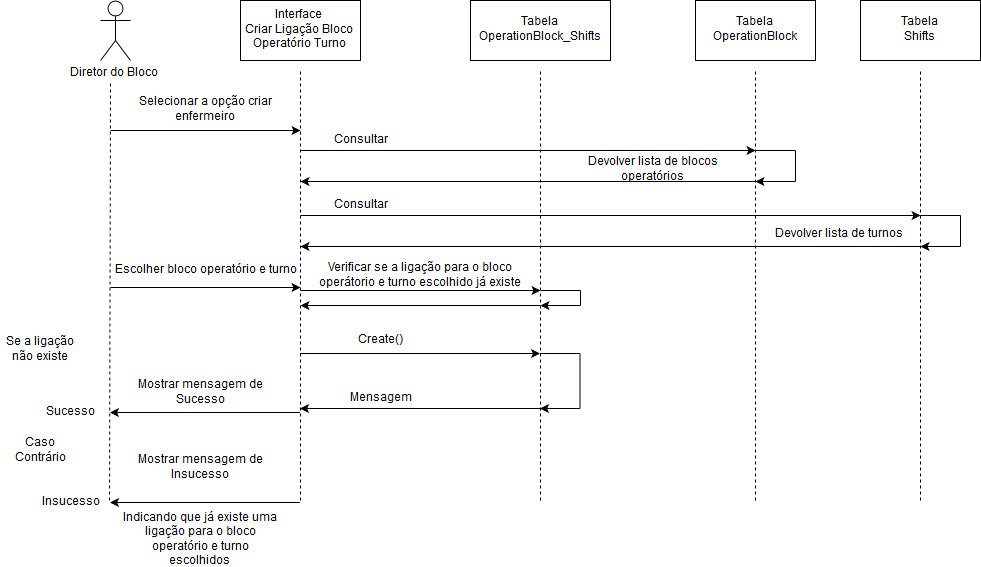 Interface
Criar Ligação Bloco
Operatório Turno
Tabela
OperationBlock_Shifts
Tabela
OperationBlock
Tabela
Shifts
Diretor do Bloco
Selecionar a opção criar
enfermeiro
Consultar
Devolver lista de blocos
operatórios
Consultar
Devolver lista de turnos
Escolher bloco operatório e turno
Verificar se a ligação para o bloco
operátorio e turno escolhido já existe
Se a ligação
não existe
Create()
Mostrar mensagem de
Sucesso
Mensagem
Sucesso
Caso
Contrário
Mostrar mensagem de
Insucesso
Insucesso
Indicando que já existe uma
ligação para o bloco
operatório e turno
escolhidos